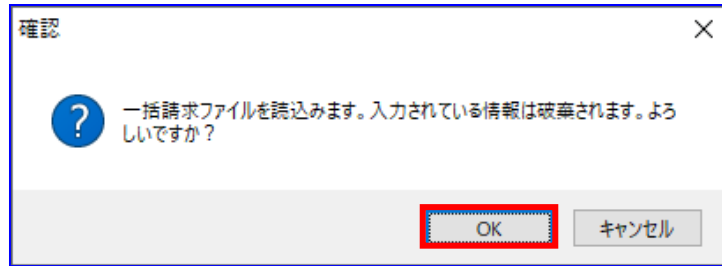 確認
一括請求ファイルを読込みます。入力されている情報は破棄されます。よろ
しいですか？
OK
キャンセル